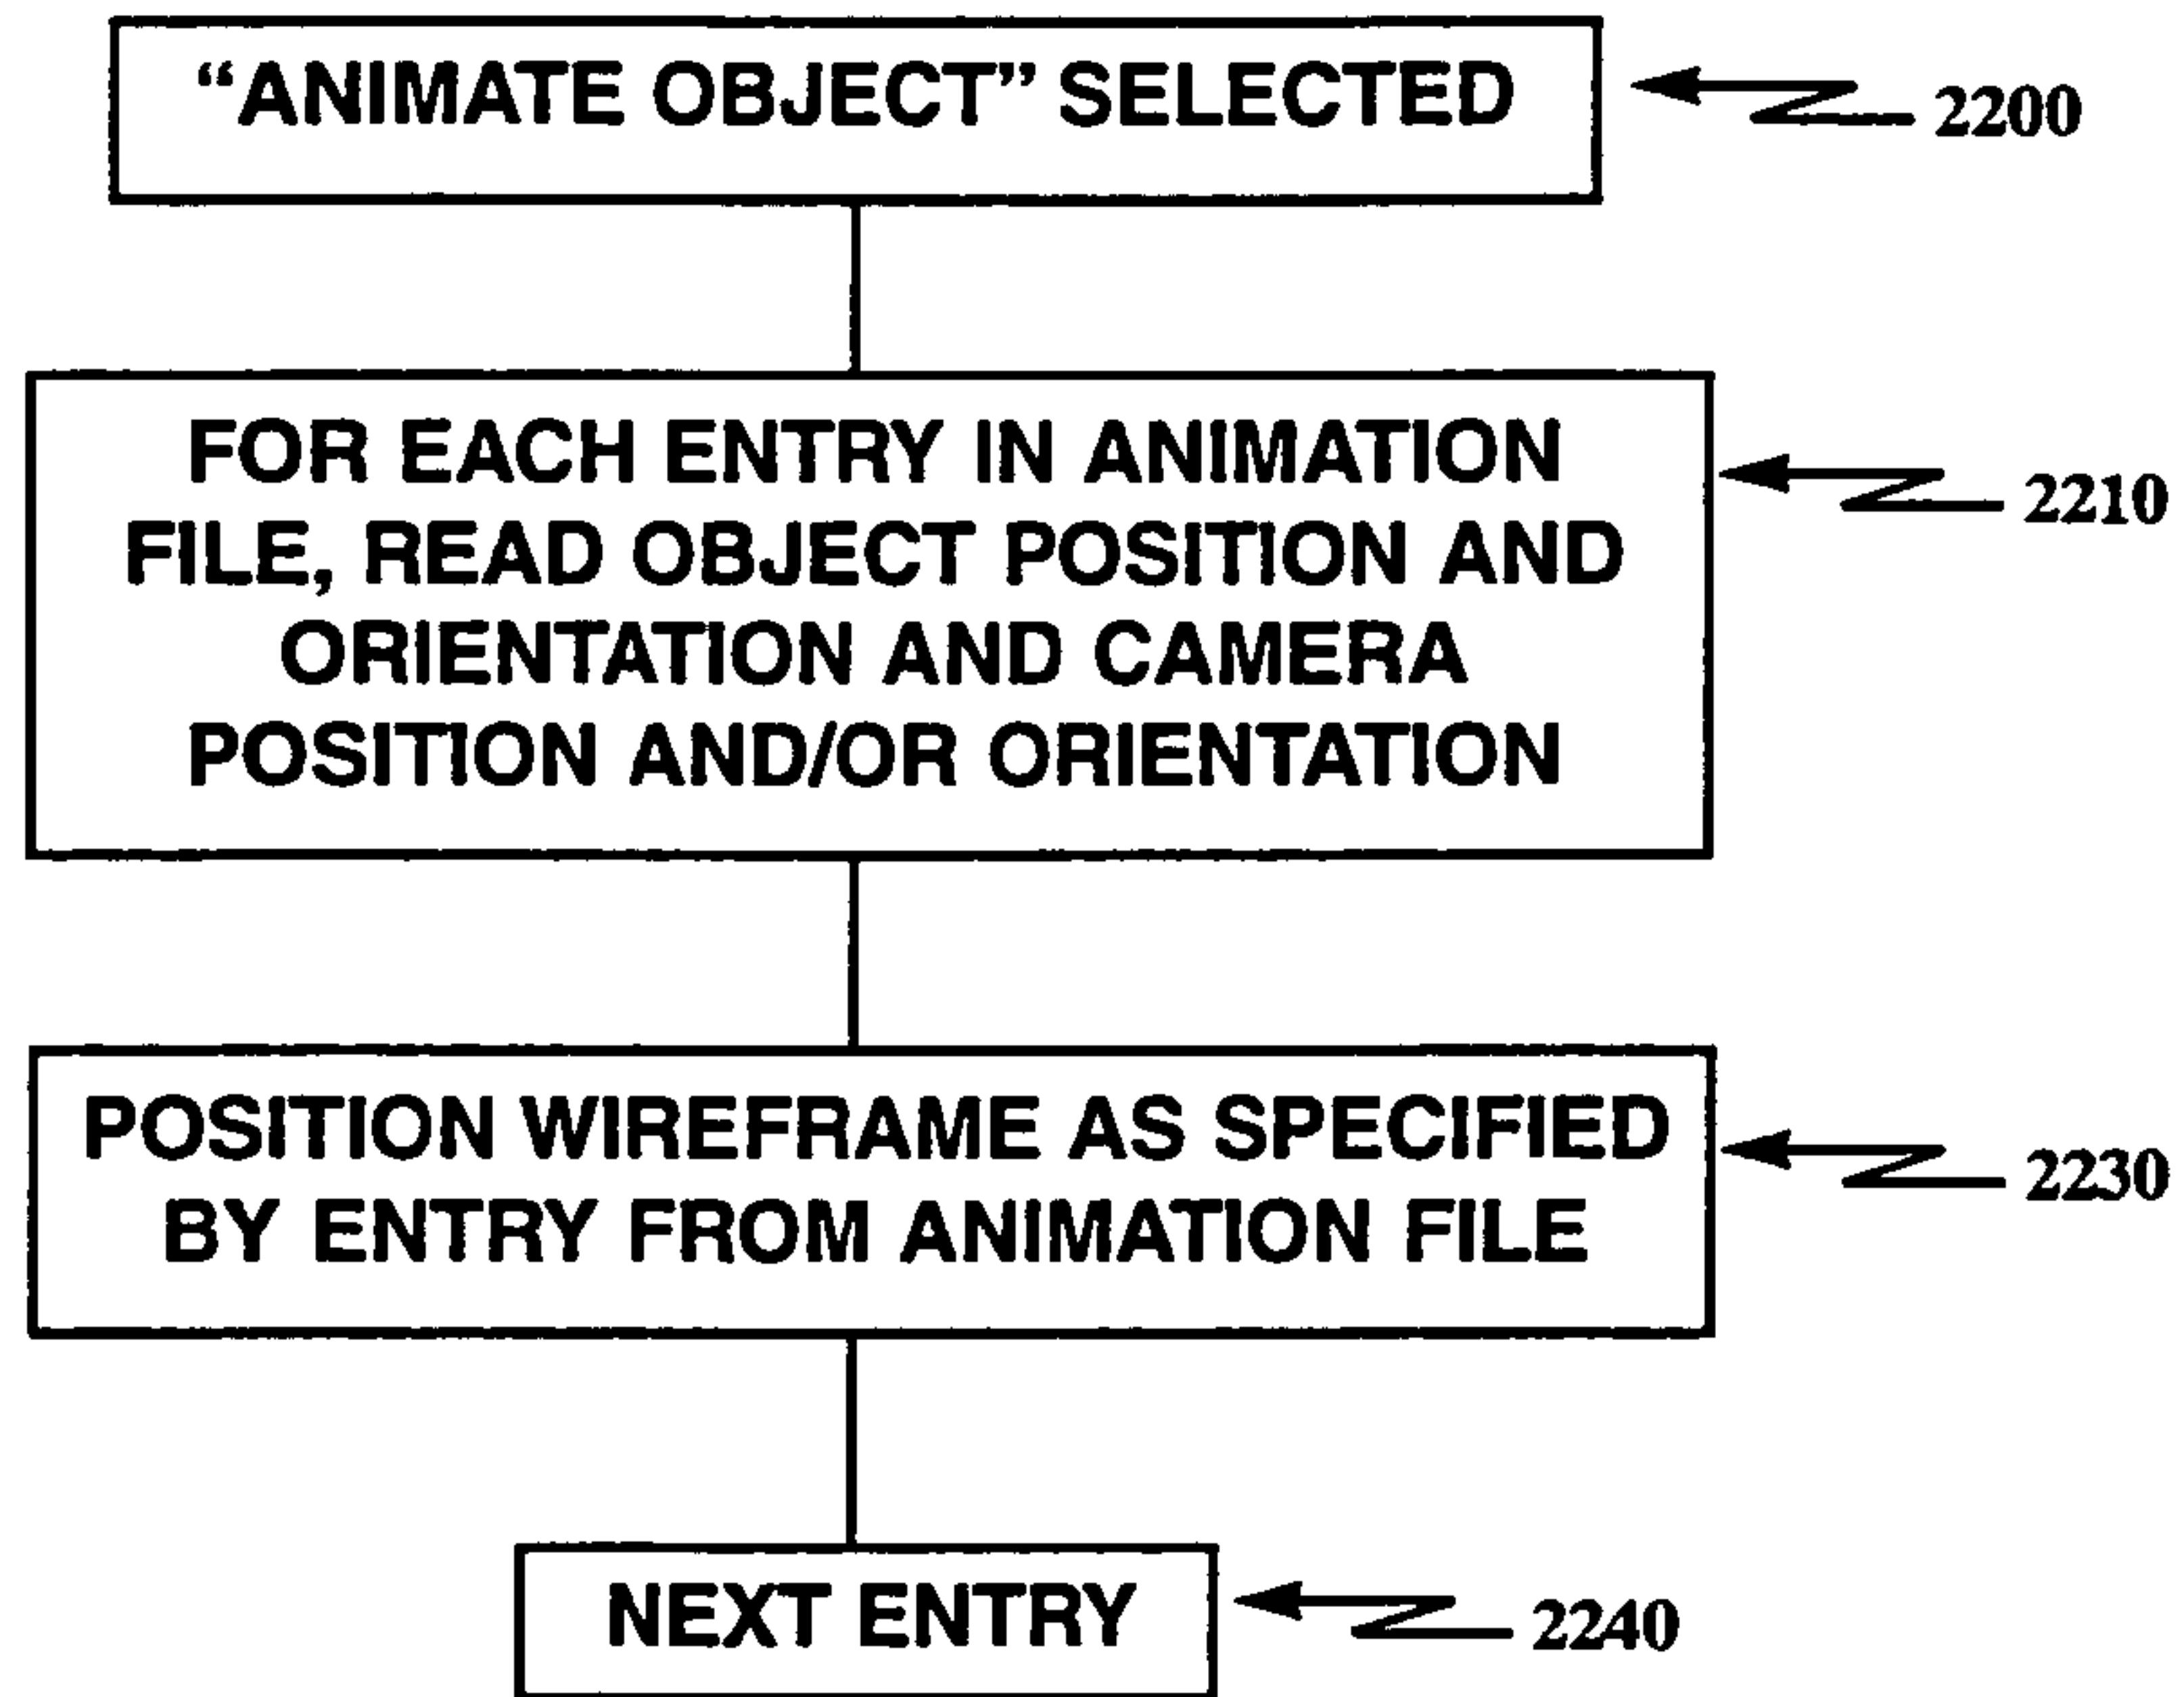 “ANIMATE OBJECT” SELECTED
2200
FOR EACH ENTRY IN ANIMATION
FILE, READ OBJECT POSITION AND
ORIENTATION AND CAMERA
POSITION AND/OR ORIENTATION
2210
POSITION WIREFRAME AS SPECIFIED
BY ENTRY FROM ANIMATION FILE
2230
NEXT ENTRY
2240